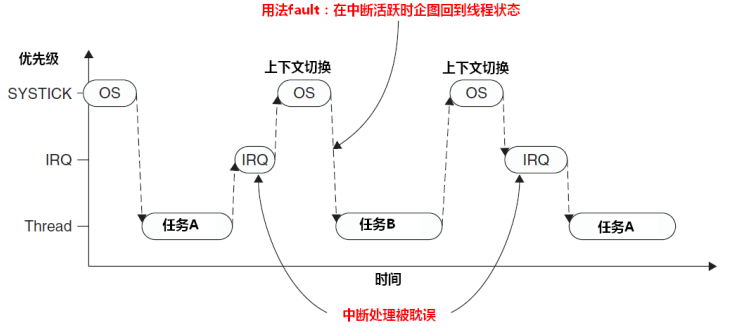 用法fault：在中断活跃时企图回到线程状态
优先级
上下文切换
上下文切换
SYSTICK
OS
OS
OS
IRQ
IRQ
IRQ
Thread
任务A
任务B
任务A
时间
中断处理被耽误